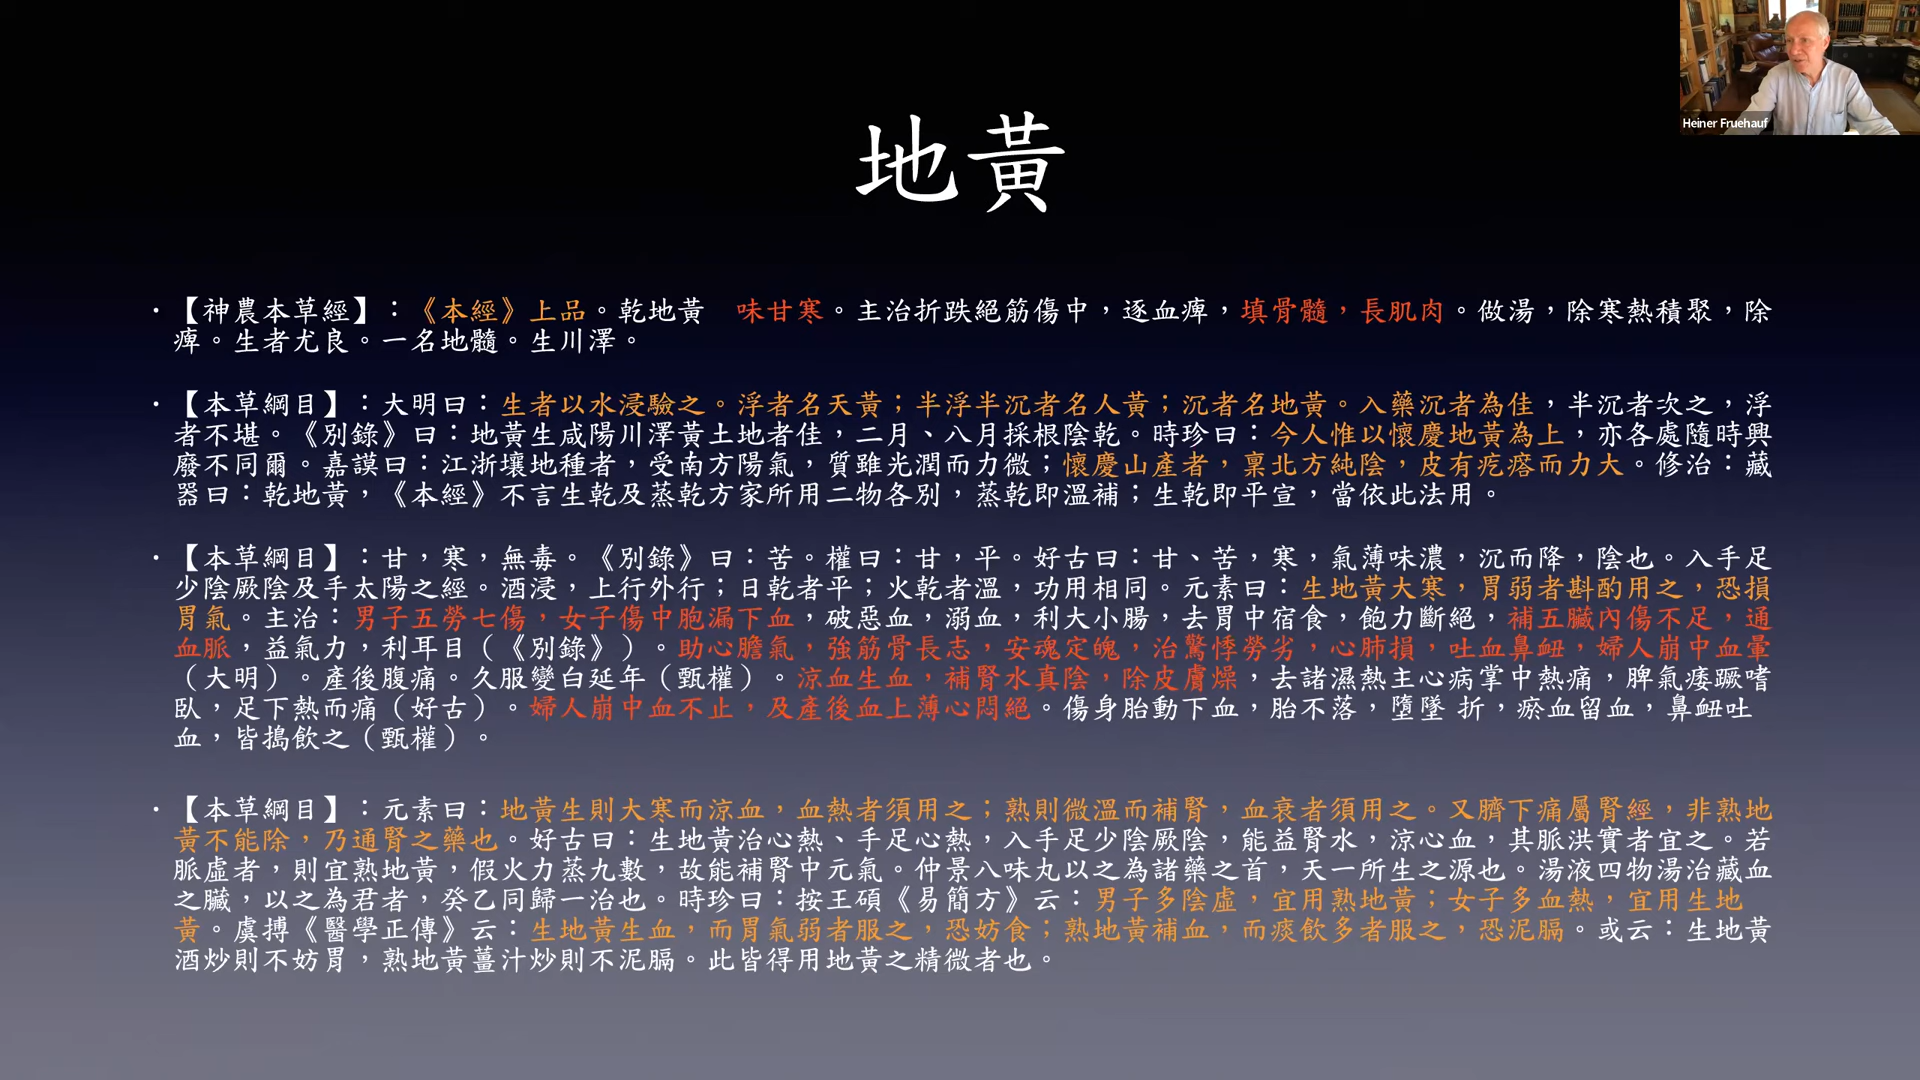 Heiner Fruehauf
地黃
· 【神農本草經】：《本經》上品。乾地黃　味甘寒。主治折跌絕筋傷中，逐血痺，填骨髓，長肌肉。做湯，除寒熱積聚，除
痺。生者尤良。一名地髓。生川澤。
· 【本草綱目】：大明曰：生者以水浸驗之。浮者名天黃；半浮半沉者名人黃；沉者名地黃。入藥沉者為佳，半沉者次之，浮
者不堪。《別錄》曰：地黃生咸陽川澤黃土地者佳，二月、八月採根陰乾。時珍曰：今人惟以懷慶地黃為上，亦各處隨時興
廢不同爾。嘉謨曰：江浙壤地種者，受南方陽氣，質雖光潤而力微；懷慶山產者，稟北方純陰，皮有疙瘩而力大。修治：藏
器曰：乾地黃，《本經》不言生乾及蒸乾方家所用二物各別，蒸乾即溫補；生乾即平宣，當依此法用。
· 【本草綱目】：甘，寒，無毒。《別錄》曰：苦。權曰：甘，平。好古曰：甘、苦，寒，氣薄味濃，沉而降，陰也。入手足
少陰厥陰及手太陽之經。酒浸，上行外行；日乾者平；火乾者溫，功用相同。元素曰：生地黃大寒，胃弱者斟酌用之，恐損
胃氣。主治：男子五勞七傷，女子傷中胞漏下血，破惡血，溺血，利大小腸，去胃中宿食，飽力斷絕，補五臟內傷不足，通
血脈，益氣力，利耳目（《別錄》）。助心膽氣，強筋骨長志，安魂定魄，治驚悸勞劣，心肺損，吐血鼻衄，婦人崩中血暈
（大明）。產後腹痛。久服變白延年（甄權）。涼血生血，補腎水真陰，除皮膚燥，去諸濕熱主心病掌中熱痛，脾氣痿蹶嗜
臥，足下熱而痛（好古）。婦人崩中血不止，及產後血上薄心悶絕。傷身胎動下血，胎不落，墮墜 折，瘀血留血，鼻衄吐
血，皆搗飲之（甄權）。
· 【本草綱目】：元素曰：地黃生則大寒而涼血，血熱者須用之；熟則微溫而補腎，血衰者須用之。又臍下痛屬腎經，非熟地
黃不能除，乃通腎之藥也。好古曰：生地黃治心熱、手足心熱，入手足少陰厥陰，能益腎水，涼心血，其脈洪實者宜之。若
脈虛者，則宜熟地黃，假火力蒸九數，故能補腎中元氣。仲景八味丸以之為諸藥之首，天一所生之源也。湯液四物湯治藏血
之臟，以之為君者，癸乙同歸一治也。時珍曰：按王碩《易簡方》云：男子多陰虛，宜用熟地黃；女子多血熱，宜用生地
黃。虞搏《醫學正傳》云：生地黃生血，而胃氣弱者服之，恐妨食；熟地黃補血，而痰飲多者服之，恐泥膈。或云：生地黃
酒炒則不妨胃，熟地黃薑汁炒則不泥膈。此皆得用地黃之精微者也。